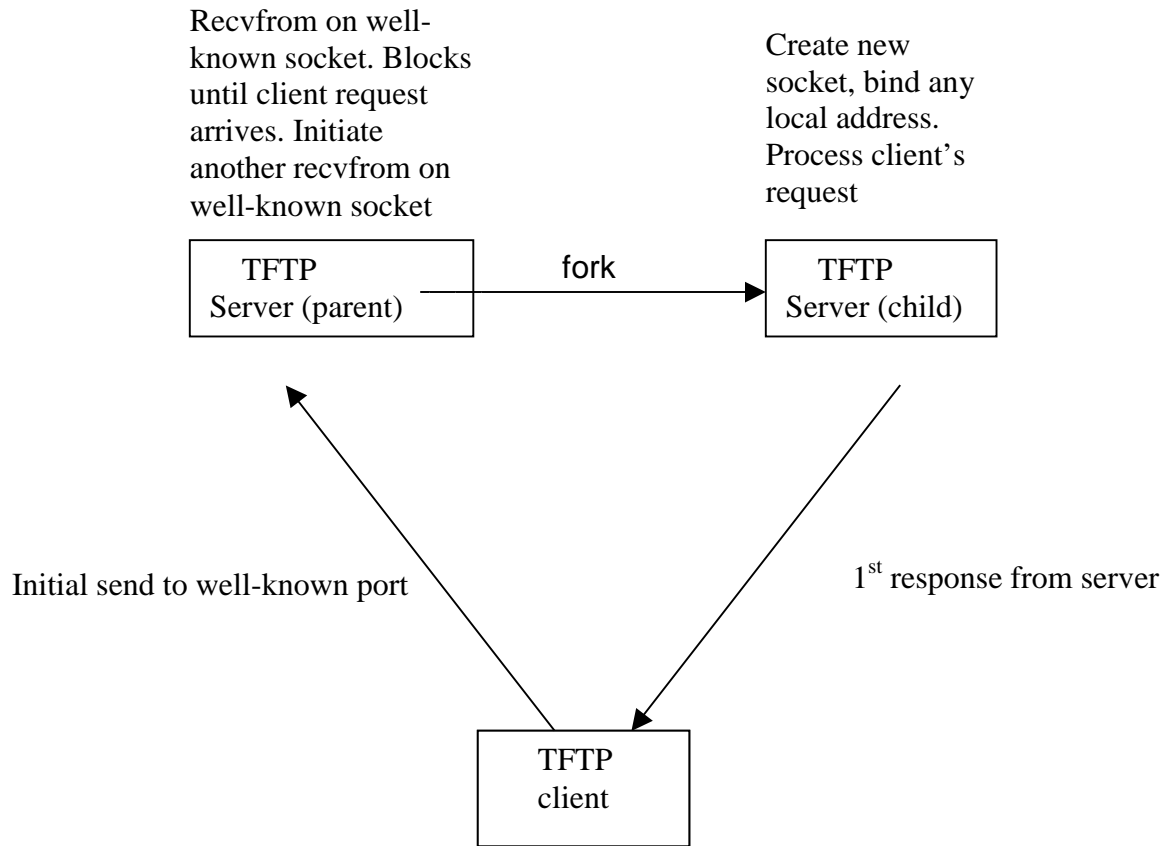 Recvfrom on well-
known socket. Blocks
until client request
arrives. Initiate
another recvfrom on
well-known socket
Create new
socket, bind any
local address.
Process client’s
request
TFTP
Server (parent)
fork
TFTP
Server (child)
Initial send to well-known port
1st response from server
TFTP
client